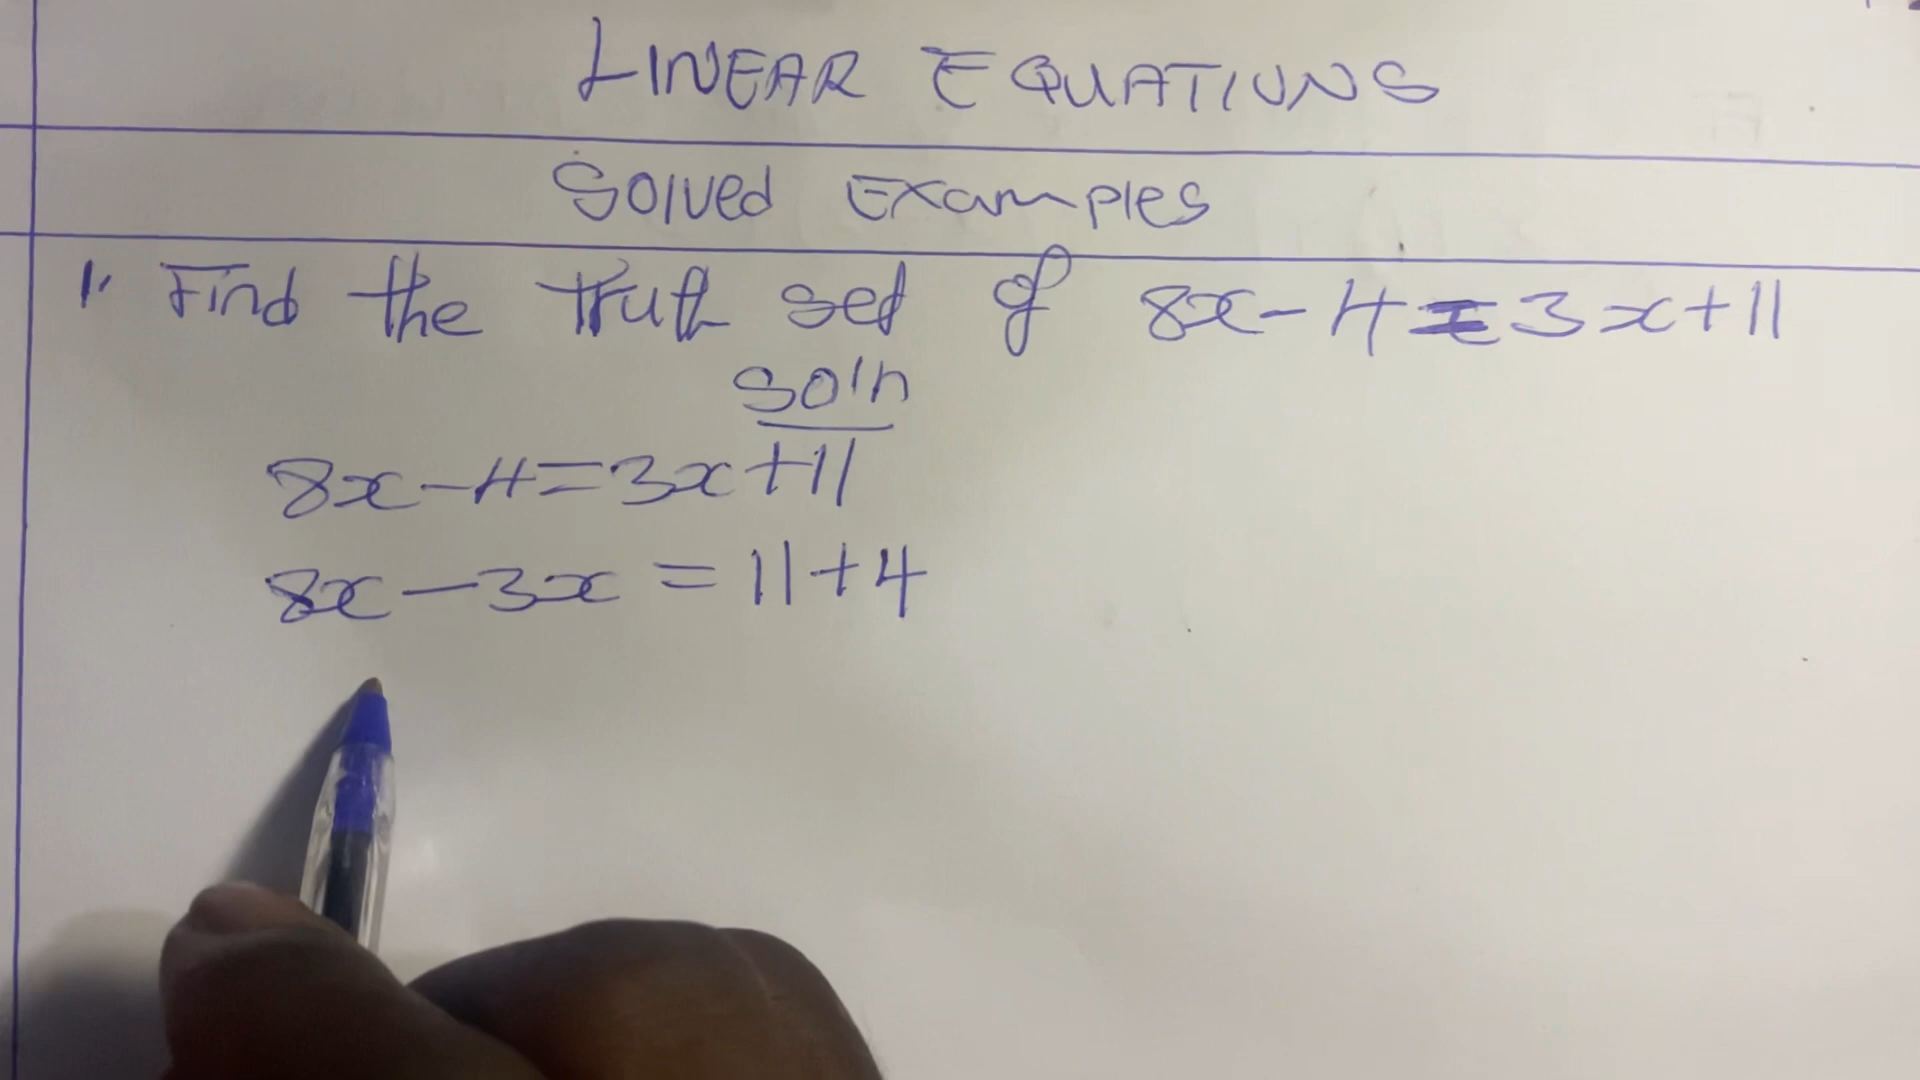 LINEAR EQUATIONS
Solved Examples
1. Find the truth set of 8x-4=3x+11
soln
8x-4=3x+11
8x-3x=11+4